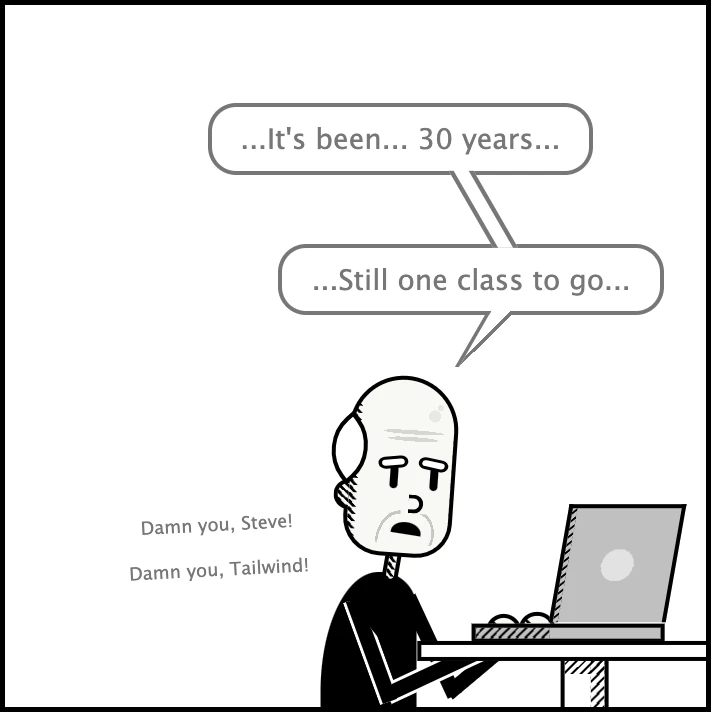 ...It's been... 30 years...
...Still one class to go...
Damn you, Steve!
Damn you, Tailwind!